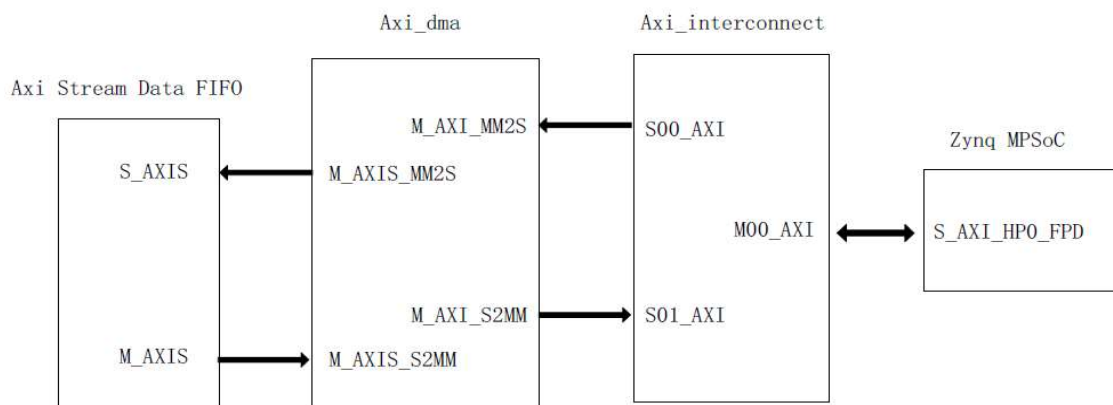 Axi_dma
Axi_interconnect
Axi Stream Data FIFO
M_AXI_MM2S
S00_AXI
Zynq MPSoC
S_AXIS
M_AXIS_MM2S
M00_AXI
S_AXI_HP0_FPD
M_AXI_S2MM
S01_AXI
M_AXIS
M_AXIS_S2MM